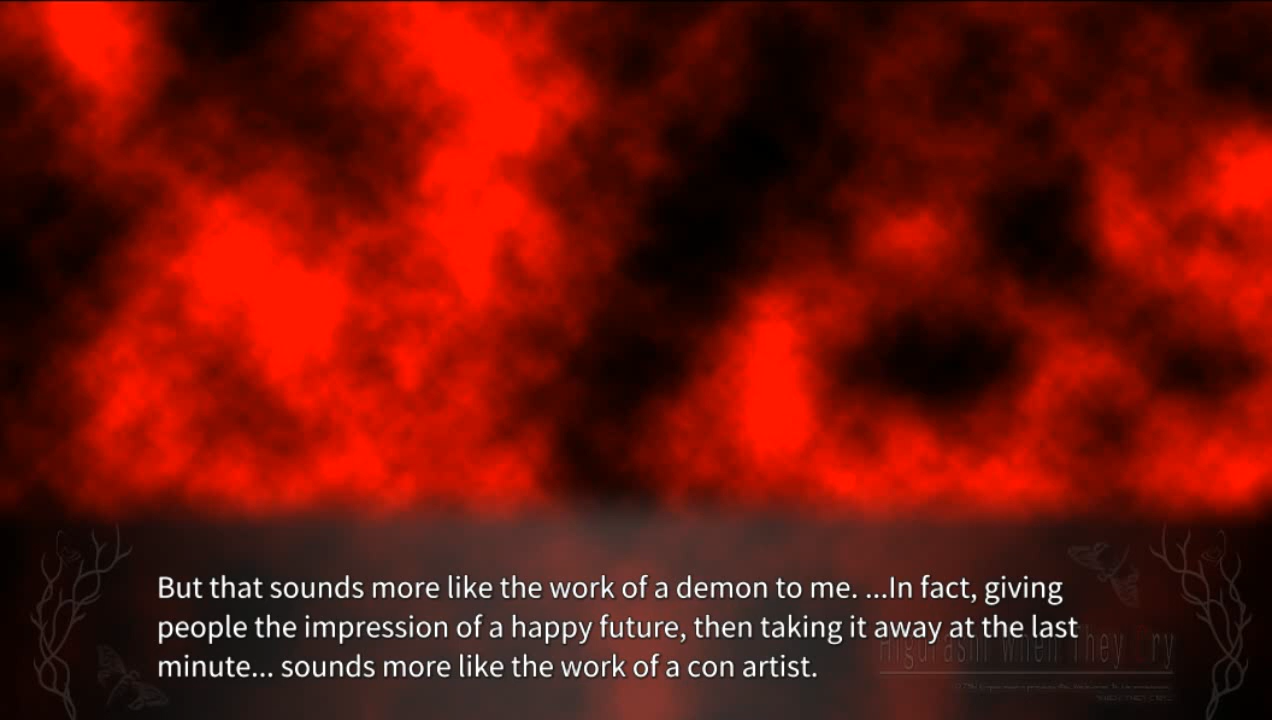 But that sounds more like the work of a demon to me. ...In fact, giving
people the impression of a happy future, then taking it away at the last
minute... sounds more like the work of a con artist.
Higurashi When They Cry